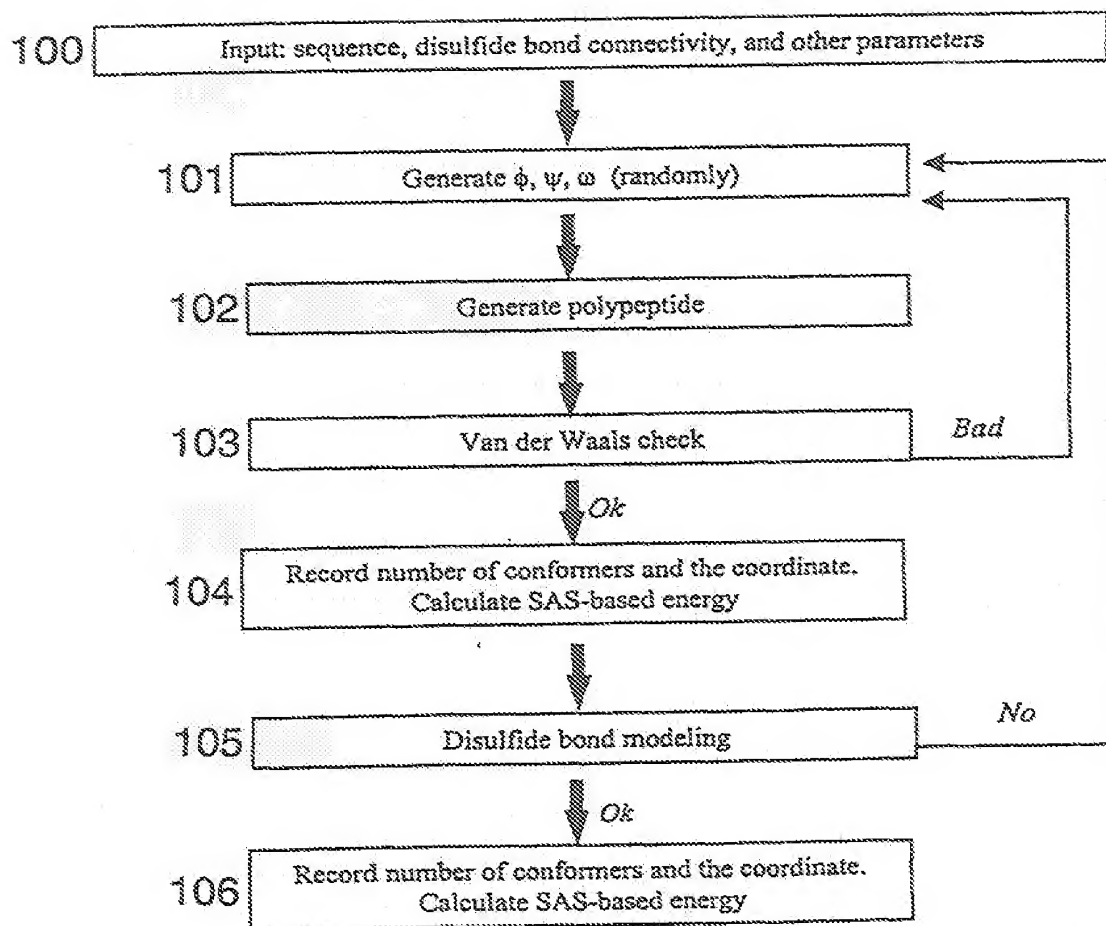 100 Input: sequence, disulfide bond connectivity, and other parameters
101 Generate ϕ, ψ, ω (randomly)
102 Generate polypeptide
103 Van der Waals check
Bad
Ok
104 Record number of conformers and the coordinate.
Calculate SAS-based energy
105 Disulfide bond modeling
No
Ok
106 Record number of conformers and the coordinate.
Calculate SAS-based energy